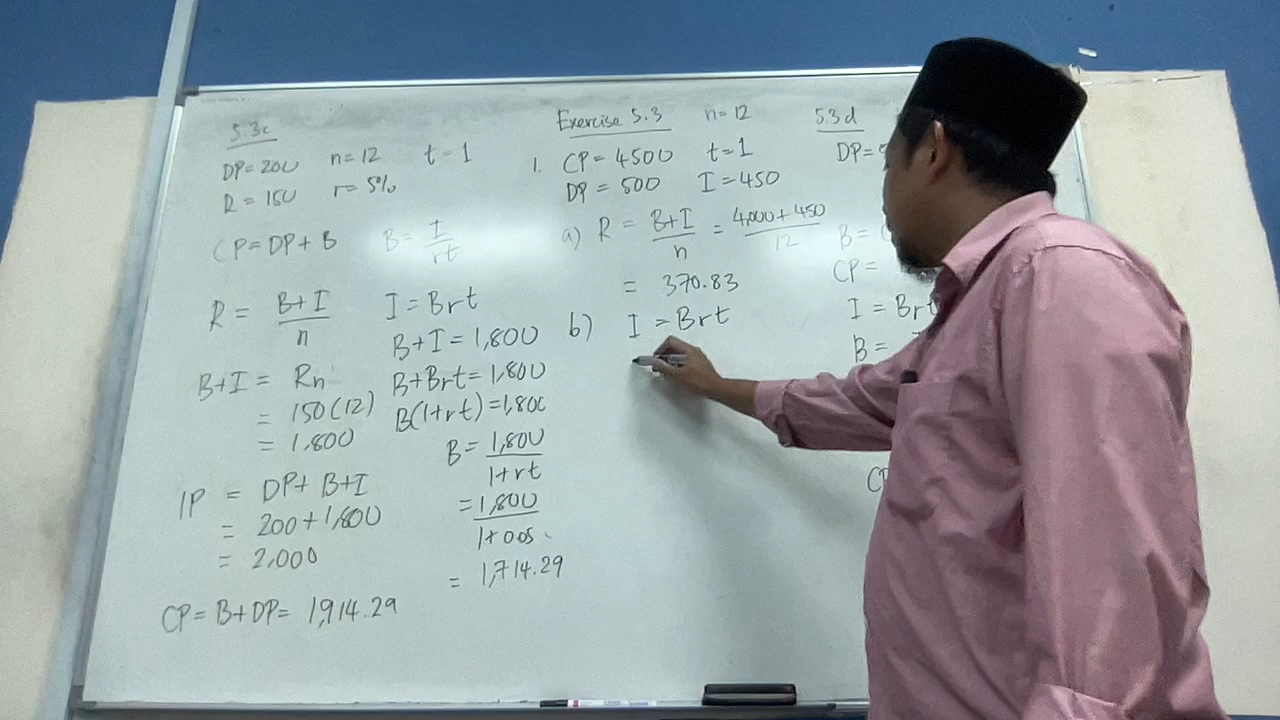 5.3c
DP = 200 n = 12 t = 1
R = 150 r = 5%
CP = DP + B B = I/rt
R = B+I/n I = Brt
B+I = 1,800
B+I = Rn B+Brt = 1,800
= 150(12) B(1+rt) = 1,800
= 1,800
B = 1,800/1+rt
IP = DP + B+I
= 200 + 1,800 = 1,800/1+0.05
= 2,000
= 1,714.29
CP = B+DP = 1,914.29
Exercise 5.3 n = 12
1. CP = 4500 t = 1
DP = 500 I = 450
a) R = B+I/n = 4,000+450/12
= 370.83
b) I = Brt
5.3d
DP =
B =
CP =
I = Brt
B =
CP